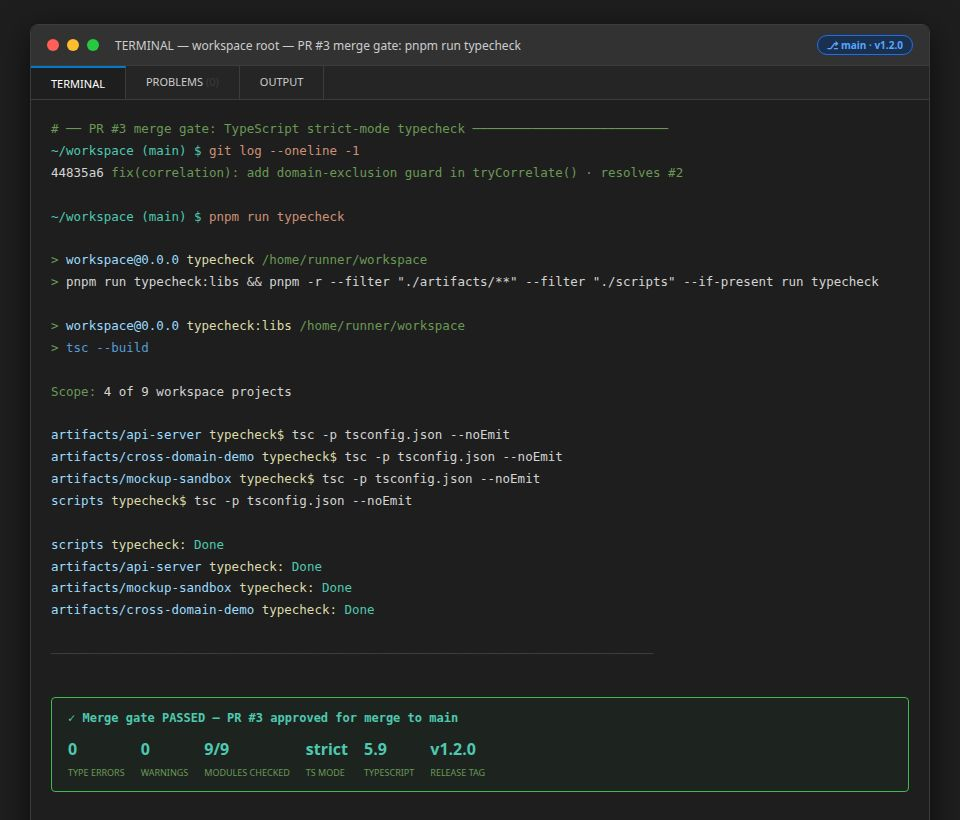 TERMINAL — workspace root — PR #3 merge gate: pnpm run typecheck
⎇ main · v1.2.0
TERMINAL
PROBLEMS (0)
OUTPUT
# —— PR #3 merge gate: TypeScript strict-mode typecheck ——————————————————————————
~/workspace (main) $ git log --oneline -1
44835a6 fix(correlation): add domain-exclusion guard in tryCorrelate() · resolves #2
~/workspace (main) $ pnpm run typecheck
> workspace@0.0.0 typecheck /home/runner/workspace
> pnpm run typecheck:libs && pnpm -r --filter "./artifacts/**" --filter "./scripts" --if-present run typecheck
> workspace@0.0.0 typecheck:libs /home/runner/workspace
> tsc --build
Scope: 4 of 9 workspace projects
artifacts/api-server typecheck$ tsc -p tsconfig.json --noEmit
artifacts/cross-domain-demo typecheck$ tsc -p tsconfig.json --noEmit
artifacts/mockup-sandbox typecheck$ tsc -p tsconfig.json --noEmit
scripts typecheck$ tsc -p tsconfig.json --noEmit
scripts typecheck: Done
artifacts/api-server typecheck: Done
artifacts/mockup-sandbox typecheck: Done
artifacts/cross-domain-demo typecheck: Done
✓ Merge gate PASSED — PR #3 approved for merge to main
0 0 9/9 strict 5.9 v1.2.0
TYPE ERRORS WARNINGS MODULES CHECKED TS MODE TYPESCRIPT RELEASE TAG